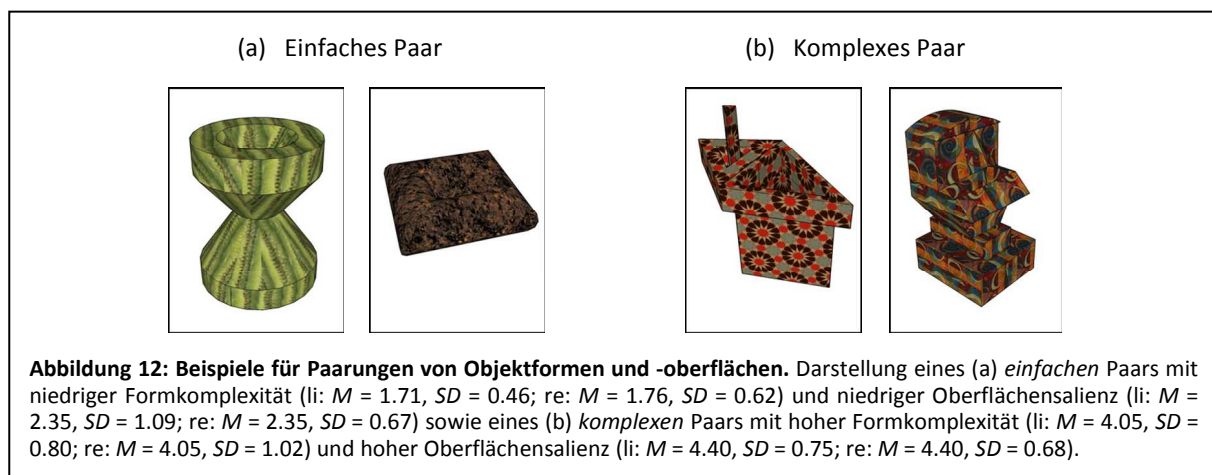 (a) Einfaches Paar
(b) Komplexes Paar
Abbildung 12: Beispiele für Paarungen von Objektformen und -oberflächen. Darstellung eines (a) einfachen Paars mit
niedriger Formkomplexität (li: M = 1.71, SD = 0.46; re: M = 1.76, SD = 0.62) und niedriger Oberflächensalienz (li: M =
2.35, SD = 1.09; re: M = 2.35, SD = 0.67) sowie eines (b) komplexen Paars mit hoher Formkomplexität (li: M = 4.05, SD =
0.80; re: M = 4.05, SD = 1.02) und hoher Oberflächensalienz (li: M = 4.40, SD = 0.75; re: M = 4.40, SD = 0.68).